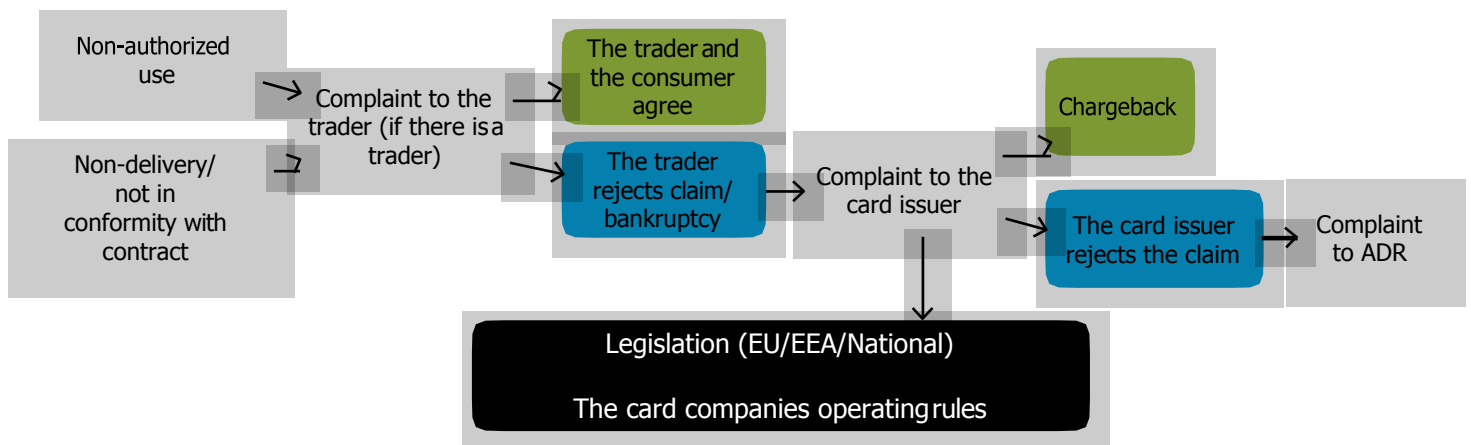 Non-authorized
use
Non-delivery/
not in
conformity with
contract
Complaint to the
trader (if there is a
trader)
The trader and
the consumer
agree
The trader
rejects claim/
bankruptcy
Complaint to the
card issuer
Chargeback
The card issuer
rejects the claim
Complaint
to ADR
Legislation (EU/EEA/National)
The card companies operating rules